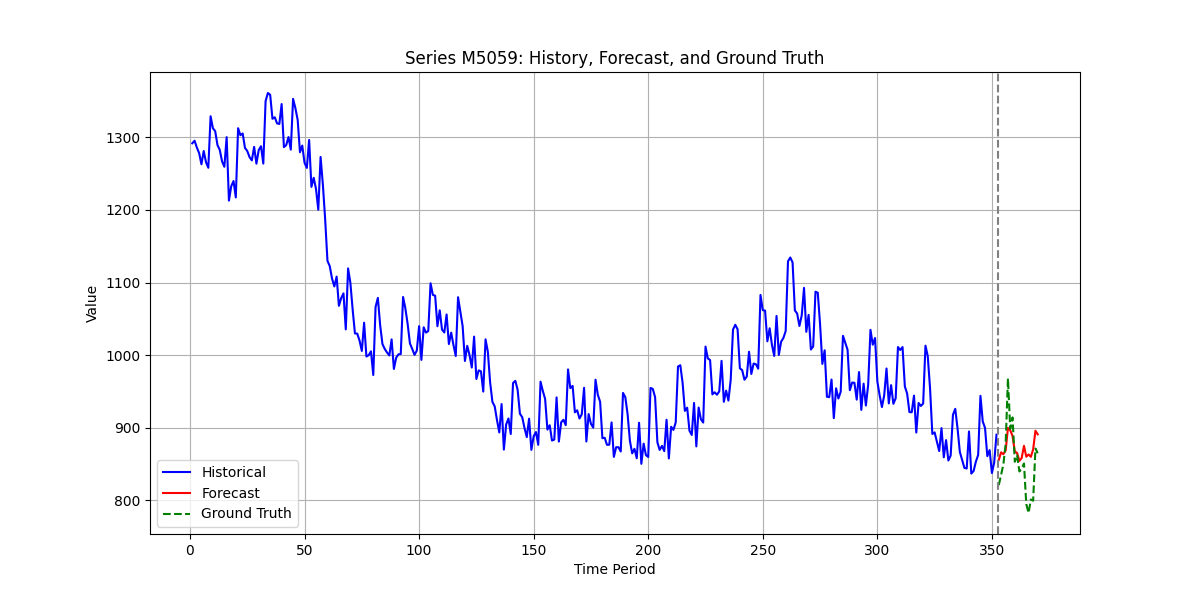 Series M5059: History, Forecast, and Ground Truth
Value
1300
1200
1100
1000
900
800
Historical
Forecast
Ground Truth
0 50 100 150 200 250 300 350
Time Period